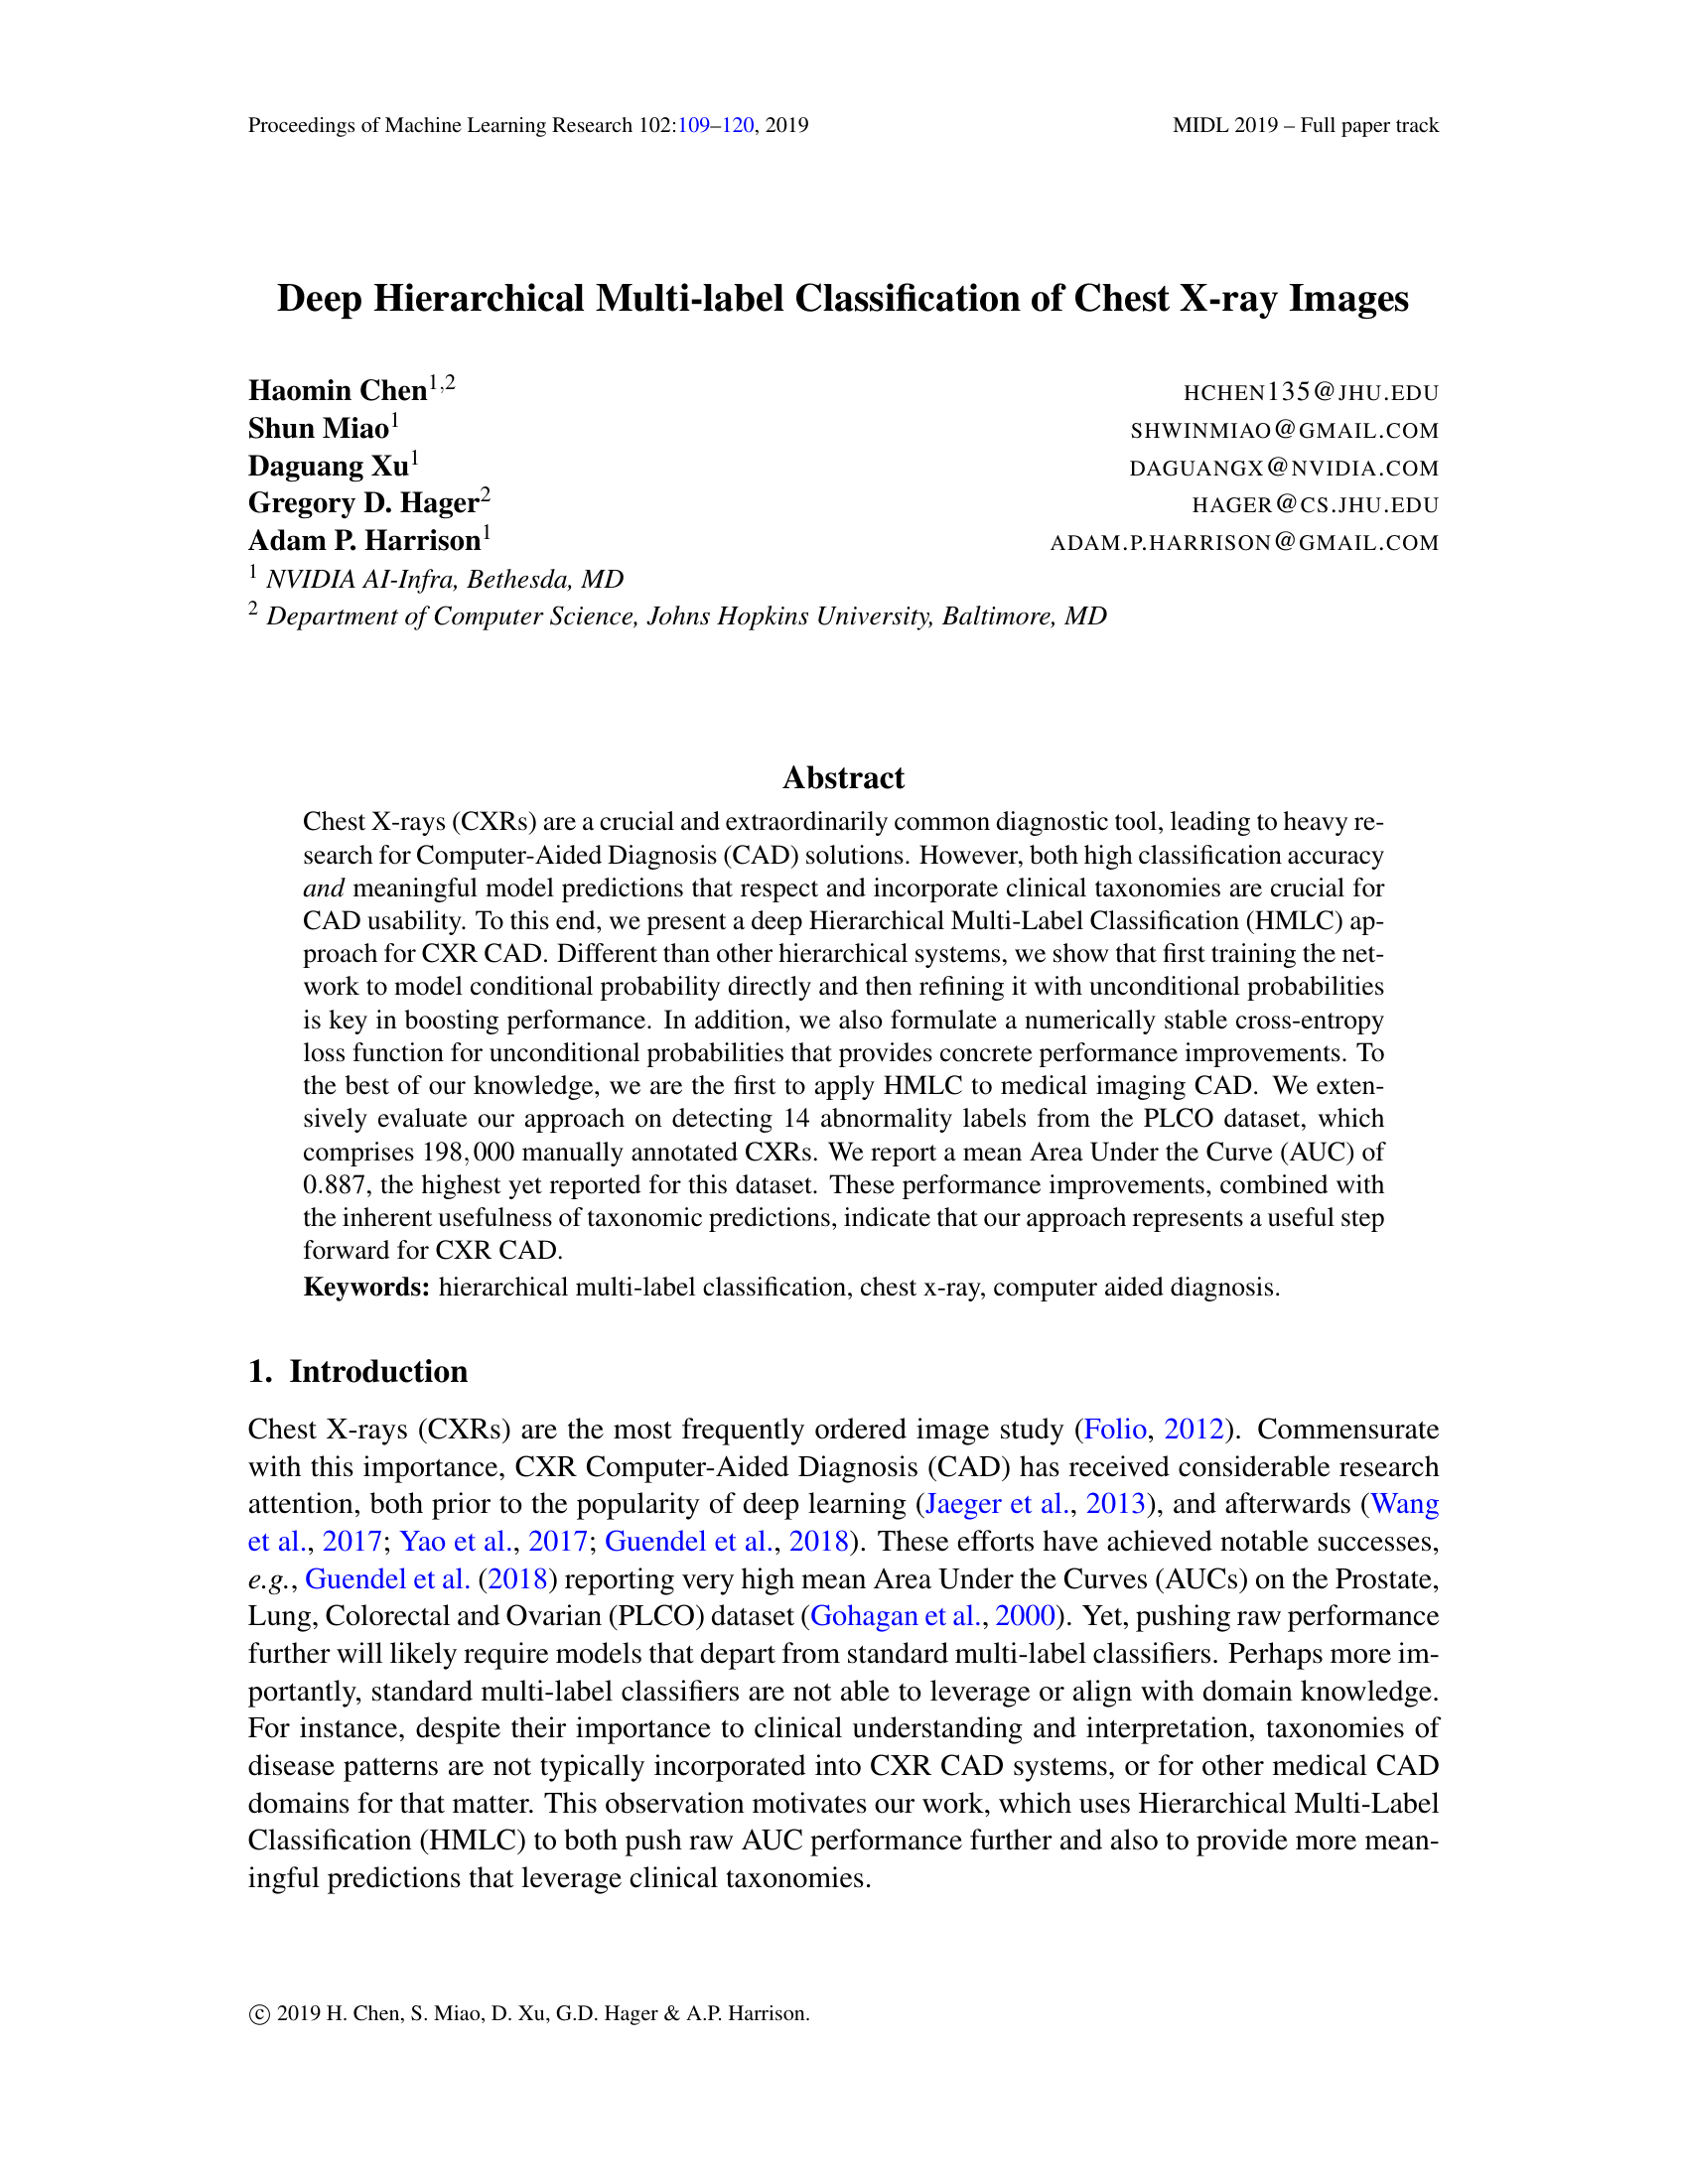 Proceedings of Machine Learning Research 102:109–120, 2019 MIDL 2019 – Full paper track
Deep Hierarchical Multi-label Classification of Chest X-ray Images
Haomin Chen1,2 HCHEN135@JHU.EDU
Shun Miao1 SHWINMIAO@GMAIL.COM
Daguang Xu1 DAGUANGX@NVIDIA.COM
Gregory D. Hager2 HAGER@CS.JHU.EDU
Adam P. Harrison1 ADAM.P.HARRISON@GMAIL.COM
1 NVIDIA AI-Infra, Bethesda, MD
2 Department of Computer Science, Johns Hopkins University, Baltimore, MD
Abstract
Chest X-rays (CXRs) are a crucial and extraordinarily common diagnostic tool, leading to heavy re-
search for Computer-Aided Diagnosis (CAD) solutions. However, both high classification accuracy
and meaningful model predictions that respect and incorporate clinical taxonomies are crucial for
CAD usability. To this end, we present a deep Hierarchical Multi-Label Classification (HMLC) ap-
proach for CXR CAD. Different than other hierarchical systems, we show that first training the net-
work to model conditional probability directly and then refining it with unconditional probabilities
is key in boosting performance. In addition, we also formulate a numerically stable cross-entropy
loss function for unconditional probabilities that provides concrete performance improvements. To
the best of our knowledge, we are the first to apply HMLC to medical imaging CAD. We exten-
sively evaluate our approach on detecting 14 abnormality labels from the PLCO dataset, which
comprises 198,000 manually annotated CXRs. We report a mean Area Under the Curve (AUC) of
0.887, the highest yet reported for this dataset. These performance improvements, combined with
the inherent usefulness of taxonomic predictions, indicate that our approach represents a useful step
forward for CXR CAD.
Keywords: hierarchical multi-label classification, chest x-ray, computer aided diagnosis.
1. Introduction
Chest X-rays (CXRs) are the most frequently ordered image study (Folio, 2012). Commensurate
with this importance, CXR Computer-Aided Diagnosis (CAD) has received considerable research
attention, both prior to the popularity of deep learning (Jaeger et al., 2013), and afterwards (Wang
et al., 2017; Yao et al., 2017; Guendel et al., 2018). These efforts have achieved notable successes,
e.g., Guendel et al. (2018) reporting very high mean Area Under the Curves (AUCs) on the Prostate,
Lung, Colorectal and Ovarian (PLCO) dataset (Gohagan et al., 2000). Yet, pushing raw performance
further will likely require models that depart from standard multi-label classifiers. Perhaps more im-
portantly, standard multi-label classifiers are not able to leverage or align with domain knowledge.
For instance, despite their importance to clinical understanding and interpretation, taxonomies of
disease patterns are not typically incorporated into CXR CAD systems, or for other medical CAD
domains for that matter. This observation motivates our work, which uses Hierarchical Multi-Label
Classification (HMLC) to both push raw AUC performance further and also to provide more mean-
ingful predictions that leverage clinical taxonomies.
© 2019 H. Chen, S. Miao, D. Xu, G.D. Hager & A.P. Harrison.